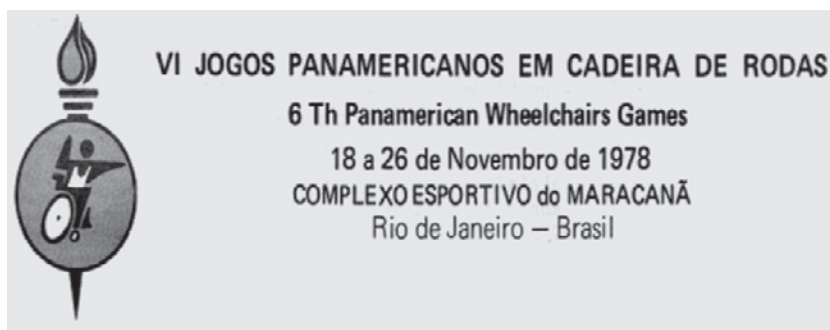 VI JOGOS PANAMERICANOS EM CADEIRA DE RODAS
6 Th Panamerican Wheelchairs Games
18 a 26 de Novembro de 1978
COMPLEXO ESPORTIVO do MARACANÃ
Rio de Janeiro — Brasil